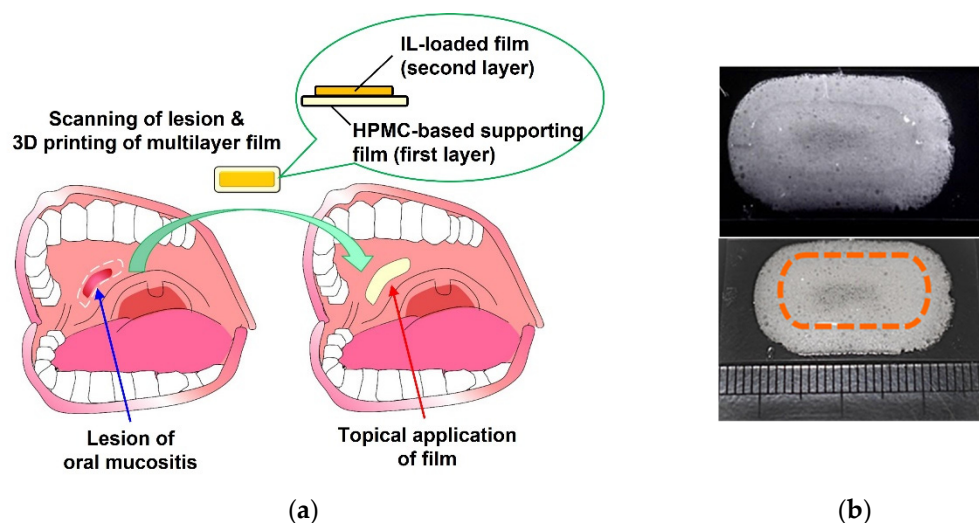 IL-loaded film
(second layer)
Scanning of lesion &
3D printing of multilayer film
HPMC-based supporting
film (first layer)
Lesion of
oral mucositis
Topical application
of film
(a)
(b)